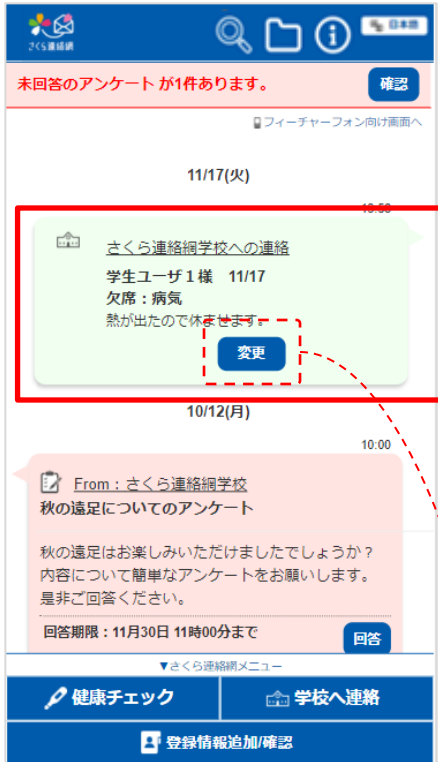 さくら連絡網
日本語
未回答のアンケート が1件あります。
確認
フィーチャーフォン向け画面へ
11/17(火)
さくら連絡網学校への連絡
学生ユーザ１様 11/17
欠席：病気
熱が出たので休ませます。
変更
10/12(月)
10:00
From：さくら連絡網学校
秋の遠足についてのアンケート
秋の遠足はお楽しみいただけましたでしょうか？
内容について簡単なアンケートをお願いします。
是非ご回答ください。
回答期限：11月30日 11時00分まで
回答
▼さくら連絡網メニュー
健康チェック
学校へ連絡
登録情報追加/確認